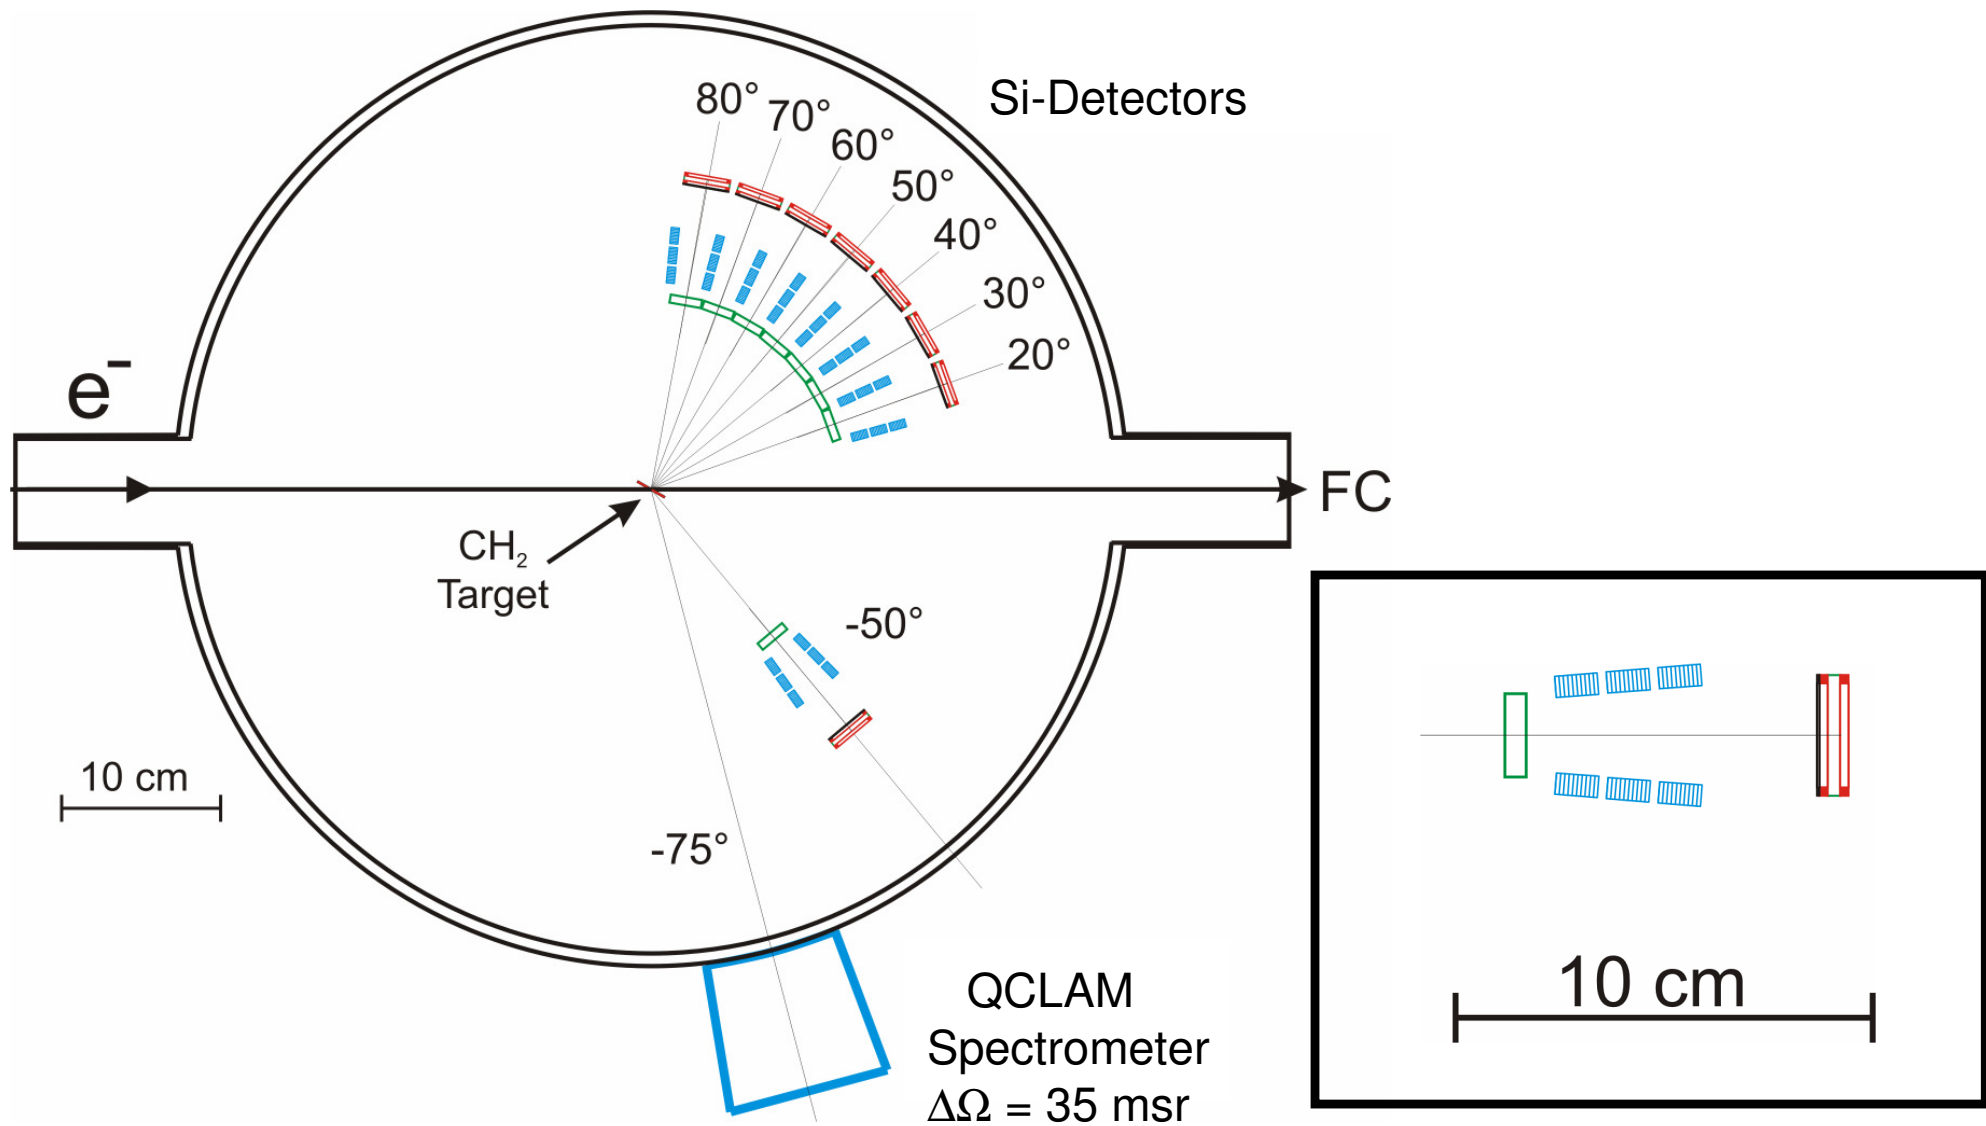 Si-Detectors
80°
70°
60°
50°
40°
30°
20°
e-
FC
CH2
Target
-50°
10 cm
-75°
QCLAM
Spectrometer
ΔΩ = 35 msr
10 cm